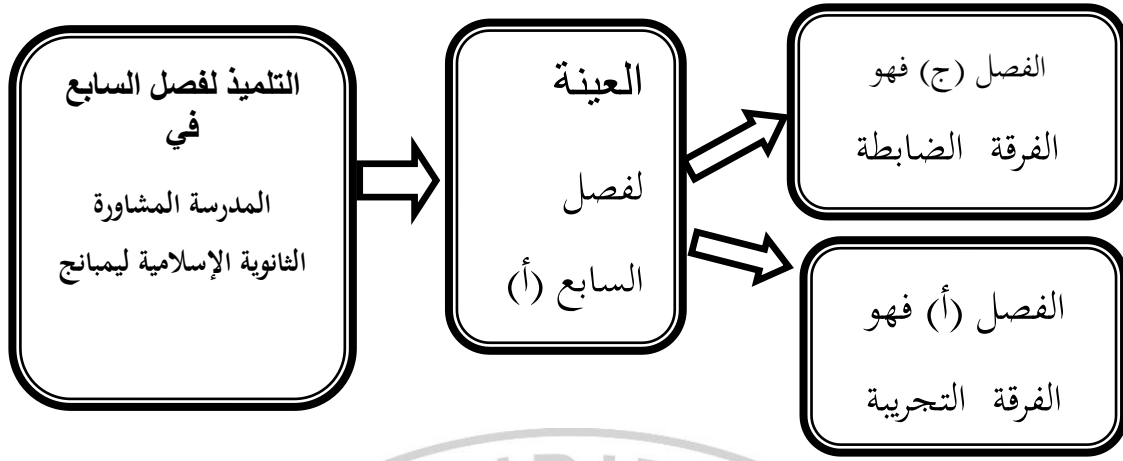 التلميذ لفصل السابع
في
المدرسة المشاورة
الثانوية الإسلامية ليمبانج
العينة
لفصل
السابع (أ)
الفصل (ج) فهو
الفرقة الضابطة
الفصل (أ) فهو
الفرقة التجريبة